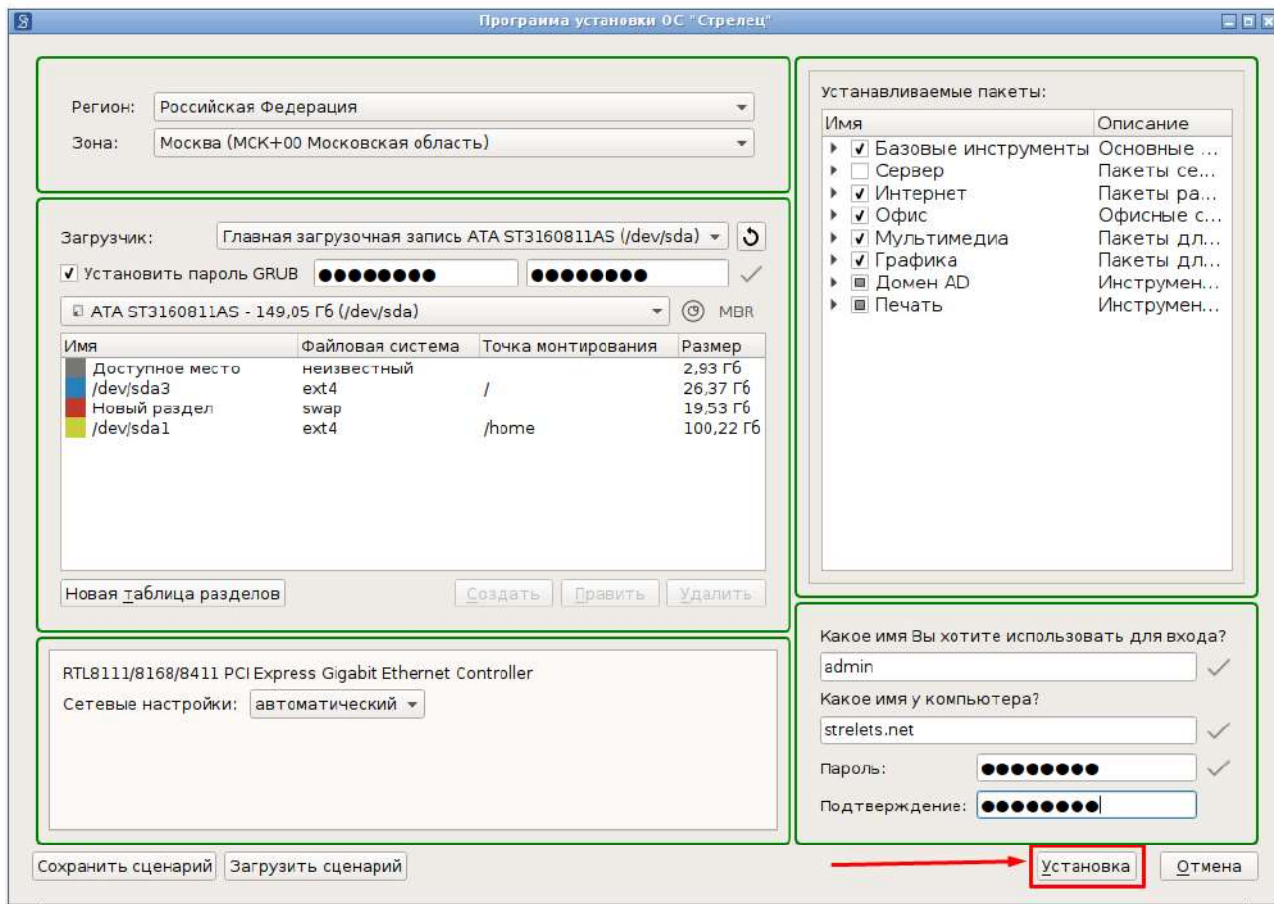 Программа установки ОС "Стрелец"
Регион: Российская Федерация
Зона: Москва (МСК+00 Московская область)
Загрузчик: Главная загрузочная запись ATA ST3160811AS (/dev/sda)
Установить пароль GRUB ●●●●●●●● ●●●●●●●●
ATA ST3160811AS - 149,05 Гб (/dev/sda) MBR
Имя Файловая система Точка монтирования Размер
Доступное место неизвестный 2,93 Гб
/dev/sda3 ext4 / 26,37 Гб
Новый раздел swap 19,53 Гб
/dev/sda1 ext4 /home 100,22 Гб
Новая таблица разделов Создать Править Удалить
RTL8111/8168/8411 PCI Express Gigabit Ethernet Controller
Сетевые настройки: автоматический
Устанавливаемые пакеты:
Имя Описание
Базовые инструменты Основные ...
Сервер Пакеты се...
Интернет Пакеты ра...
Офис Офисные с...
Мультимедиа Пакеты дл...
Графика Пакеты дл...
Домен AD Инструмен...
Печать Инструмен...
Какое имя Вы хотите использовать для входа?
admin
Какое имя у компьютера?
strelets.net
Пароль: ●●●●●●●●
Подтверждение: ●●●●●●●●
Сохранить сценарий Загрузить сценарий Установка Отмена